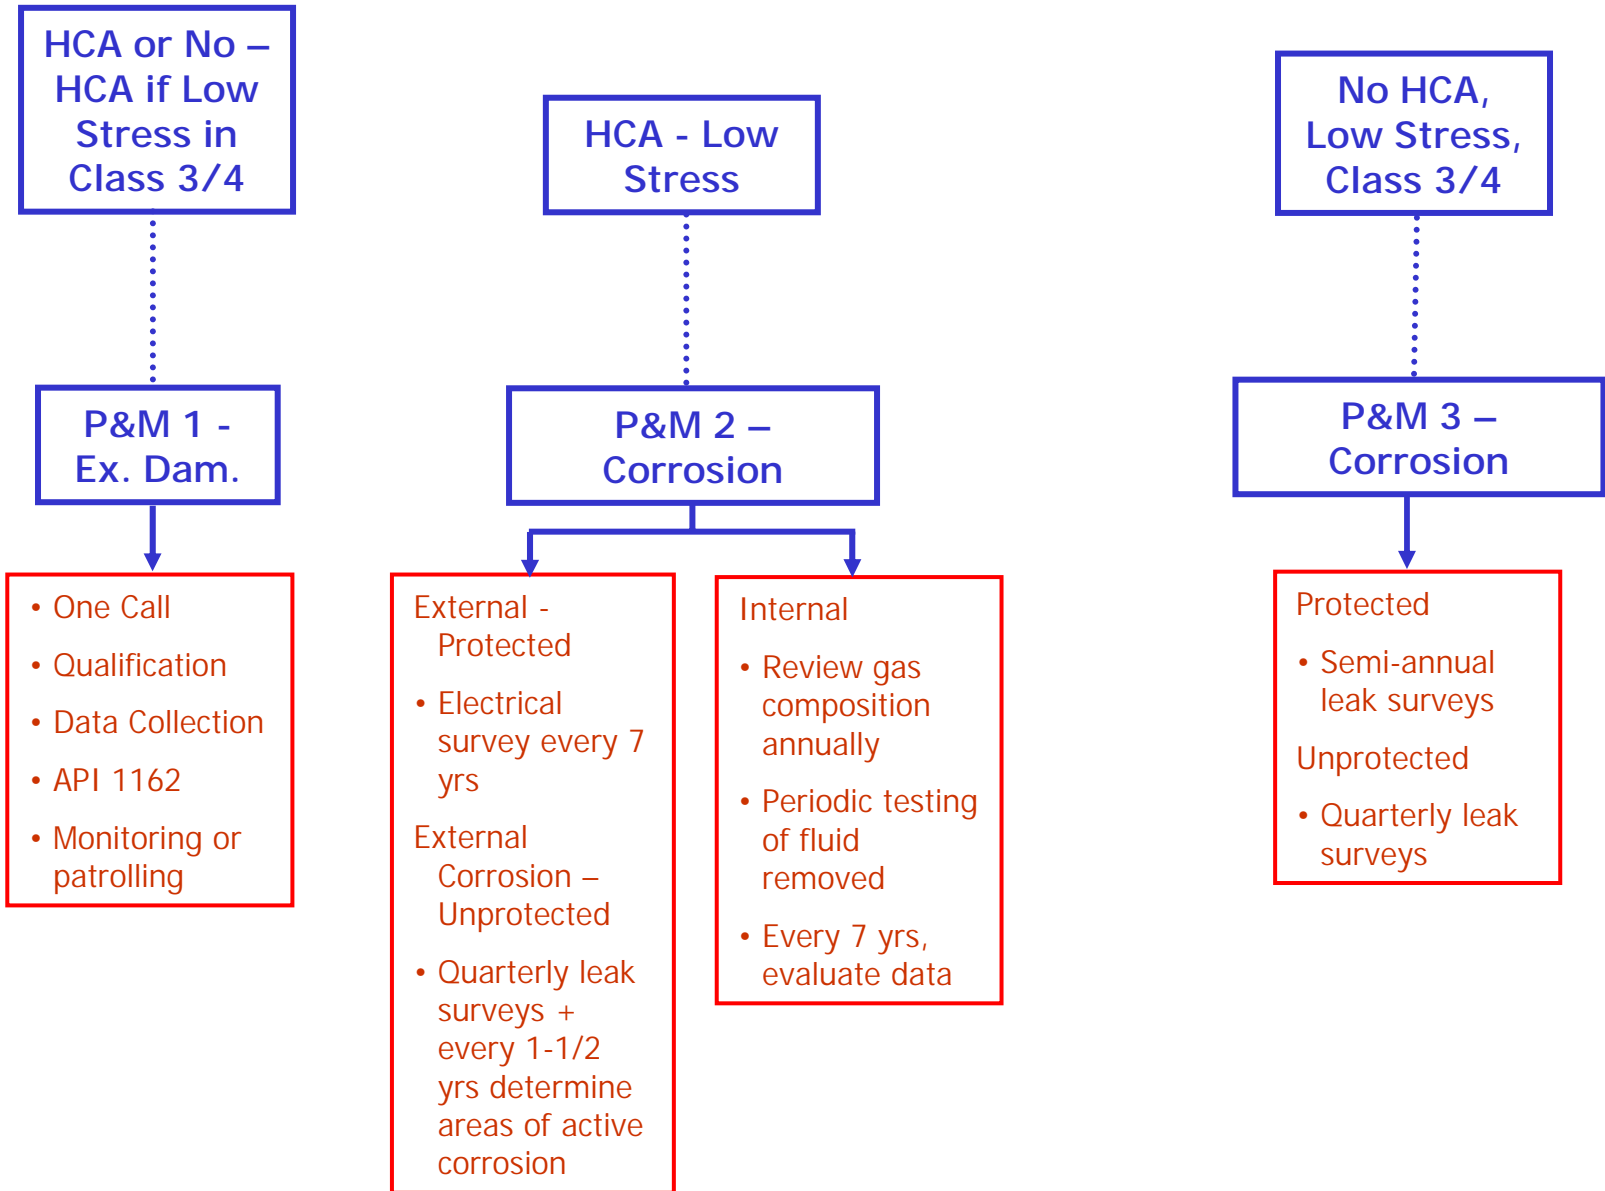 HCA or No –
HCA if Low
Stress in
Class 3/4
HCA - Low
Stress
No HCA,
Low Stress,
Class 3/4
P&M 1 -
Ex. Dam.
P&M 2 –
Corrosion
P&M 3 –
Corrosion
• One Call
• Qualification
• Data Collection
• API 1162
• Monitoring or
patrolling
External -
Protected
• Electrical
survey every 7
yrs
External
Corrosion –
Unprotected
• Quarterly leak
surveys +
every 1-1/2
yrs determine
areas of active
corrosion
Internal
• Review gas
composition
annually
• Periodic testing
of fluid
removed
• Every 7 yrs,
evaluate data
Protected
• Semi-annual
leak surveys
Unprotected
• Quarterly leak
surveys